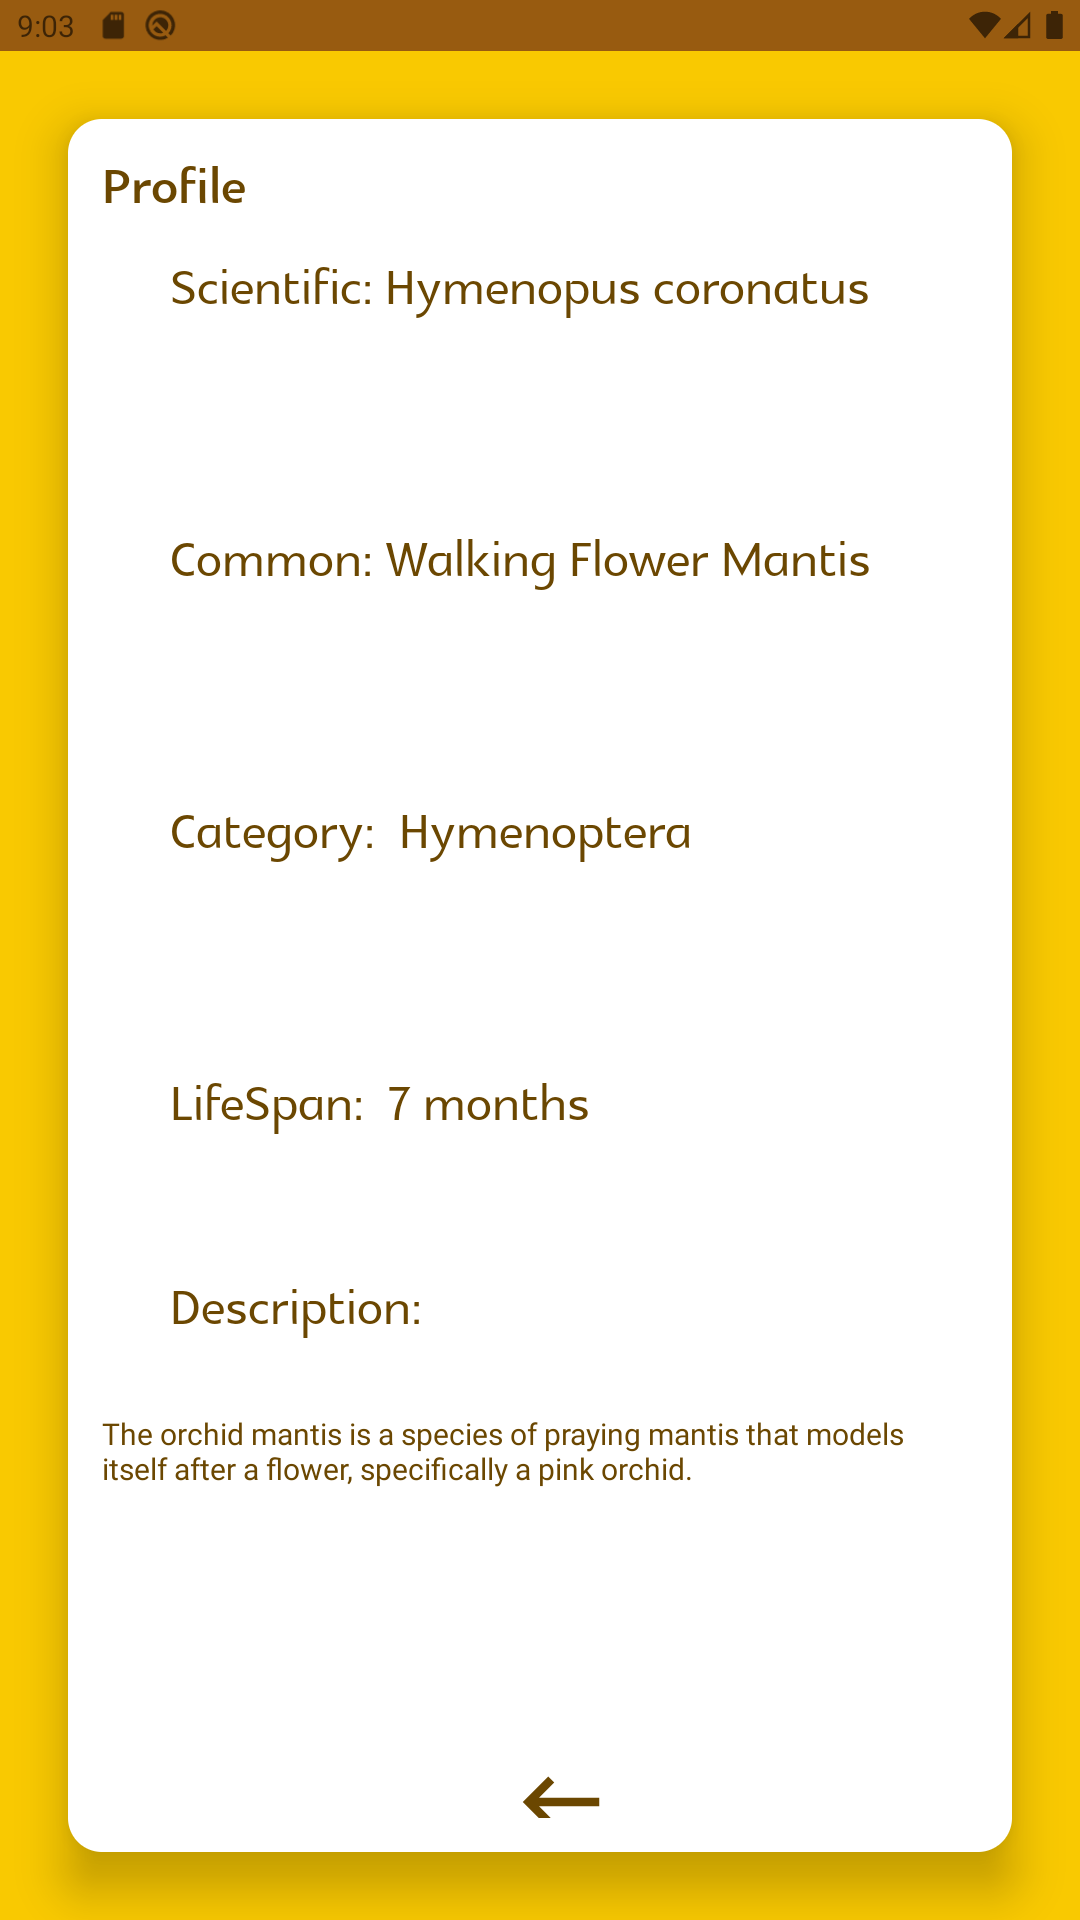 9:03
Profile
Scientific: Hymenopus coronatus
Common: Walking Flower Mantis
Category: Hymenoptera
LifeSpan: 7 months
Description:
The orchid mantis is a species of praying mantis that models
itself after a flower, specifically a pink orchid.